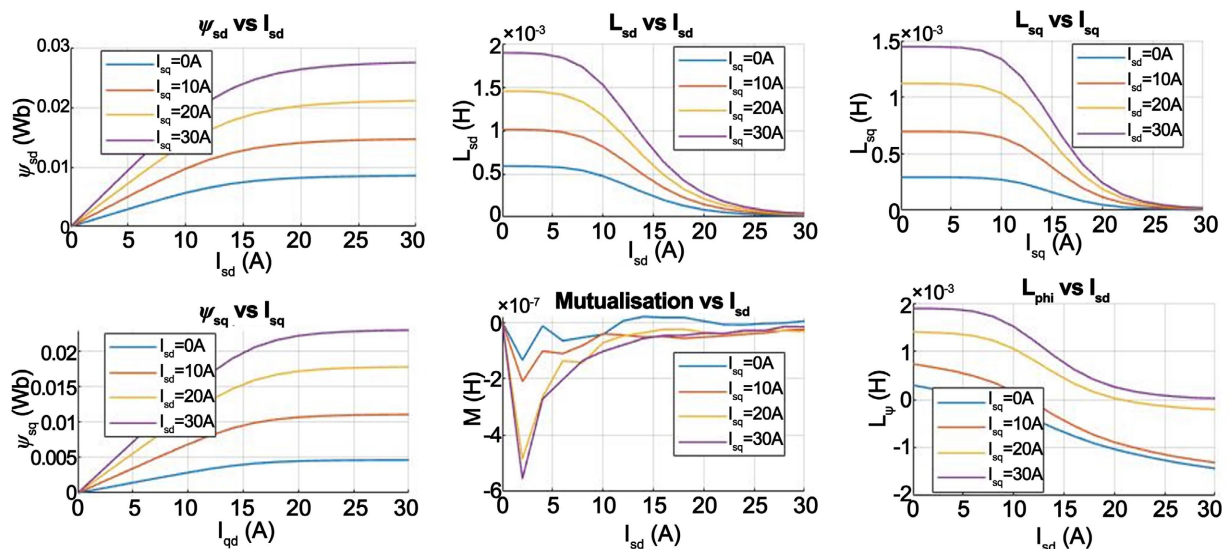 ψsd vs Isd
0.03
0.02
0.01
0
ψsd (Wb)
Isq=0A
Isq=10A
Isq=20A
Isq=30A
0 5 10 15 20 25 30
Isd (A)
Lsd vs Isd
×10⁻³
2
1.5
1
0.5
0
Lsd (H)
Isq=0A
Isq=10A
Isq=20A
Isq=30A
0 5 10 15 20 25 30
Isd (A)
Lsq vs Isq
×10⁻³
1.5
1
0.5
0
Lsq (H)
Isd=0A
Isd=10A
Isd=20A
Isd=30A
0 5 10 15 20 25 30
Isq (A)
ψsq vs Isq
0.02
0.015
0.01
0.005
0
ψsq (Wb)
Isd=0A
Isd=10A
Isd=20A
Isd=30A
0 5 10 15 20 25 30
Iqd (A)
Mutualisation vs Isd
×10⁻⁷
0
-2
-4
-6
M (H)
Isq=0A
Isq=10A
Isq=20A
Isq=30A
0 5 10 15 20 25 30
Isd (A)
Lphi vs Isd
×10⁻³
2
1
0
-1
-2
Lψ (H)
Isq=0A
Isq=10A
Isq=20A
Isq=30A
0 5 10 15 20 25 30
Isd (A)